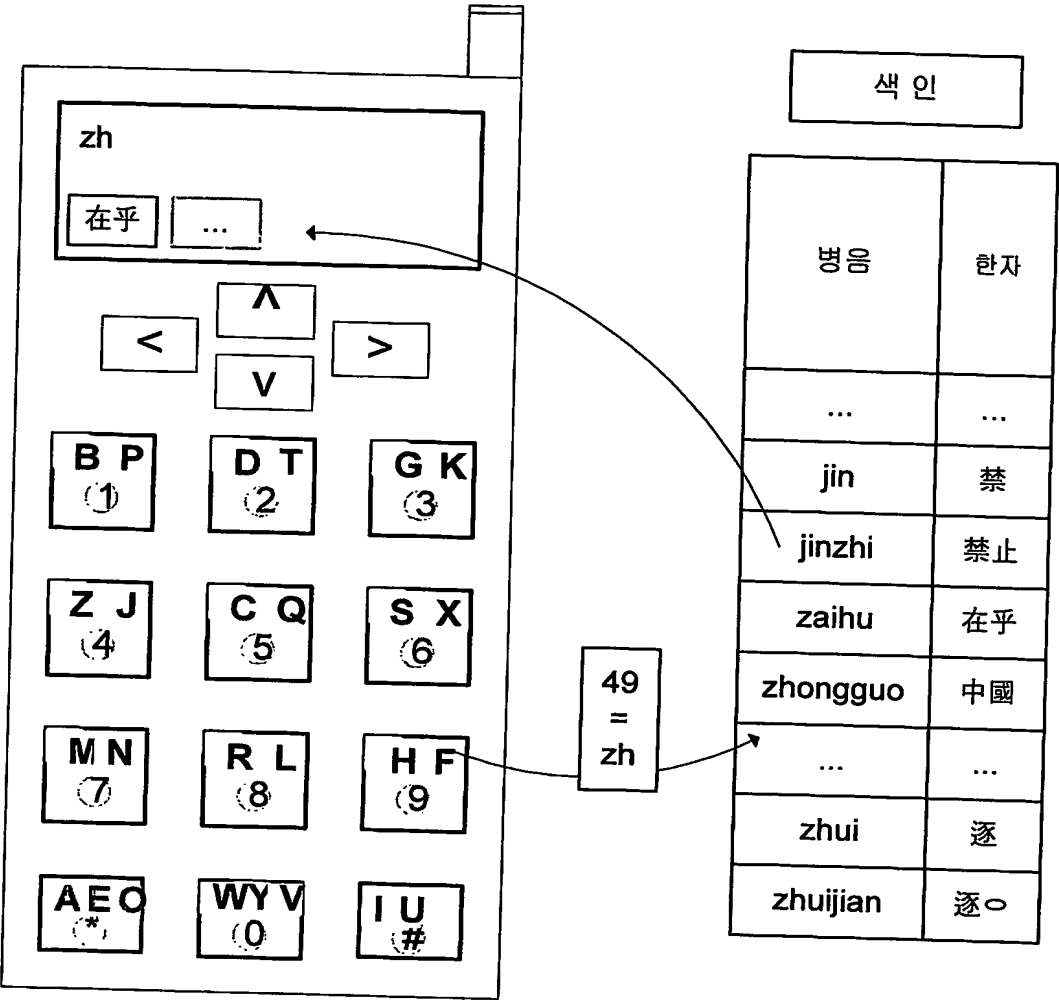 zh
在乎 ...
^
< >
V
B P
1
D T
2
G K
3
Z J
4
C Q
5
S X
6
M N
7
R L
8
H F
9
A E O
*
W Y V
0
I U
#
49
=
zh
색 인
병음 한자
... ...
jin 禁
jinzhi 禁止
zaihu 在乎
zhongguo 中國
... ...
zhui 逐
zhuijian 逐ㅇ